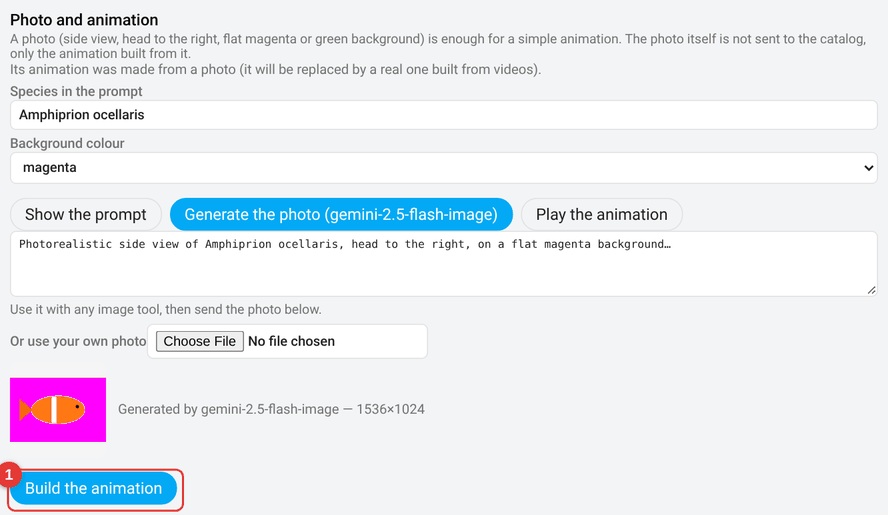 Photo and animation
A photo (side view, head to the right, flat magenta or green background) is enough for a simple animation. The photo itself is not sent to the catalog,
only the animation built from it.
Its animation was made from a photo (it will be replaced by a real one built from videos).
Species in the prompt
Amphiprion ocellaris
Background colour
magenta
Show the prompt
Generate the photo (gemini-2.5-flash-image)
Play the animation
Photorealistic side view of Amphiprion ocellaris, head to the right, on a flat magenta background…
Use it with any image tool, then send the photo below.
Or use your own photo Choose File No file chosen
Generated by gemini-2.5-flash-image — 1536×1024
1
Build the animation